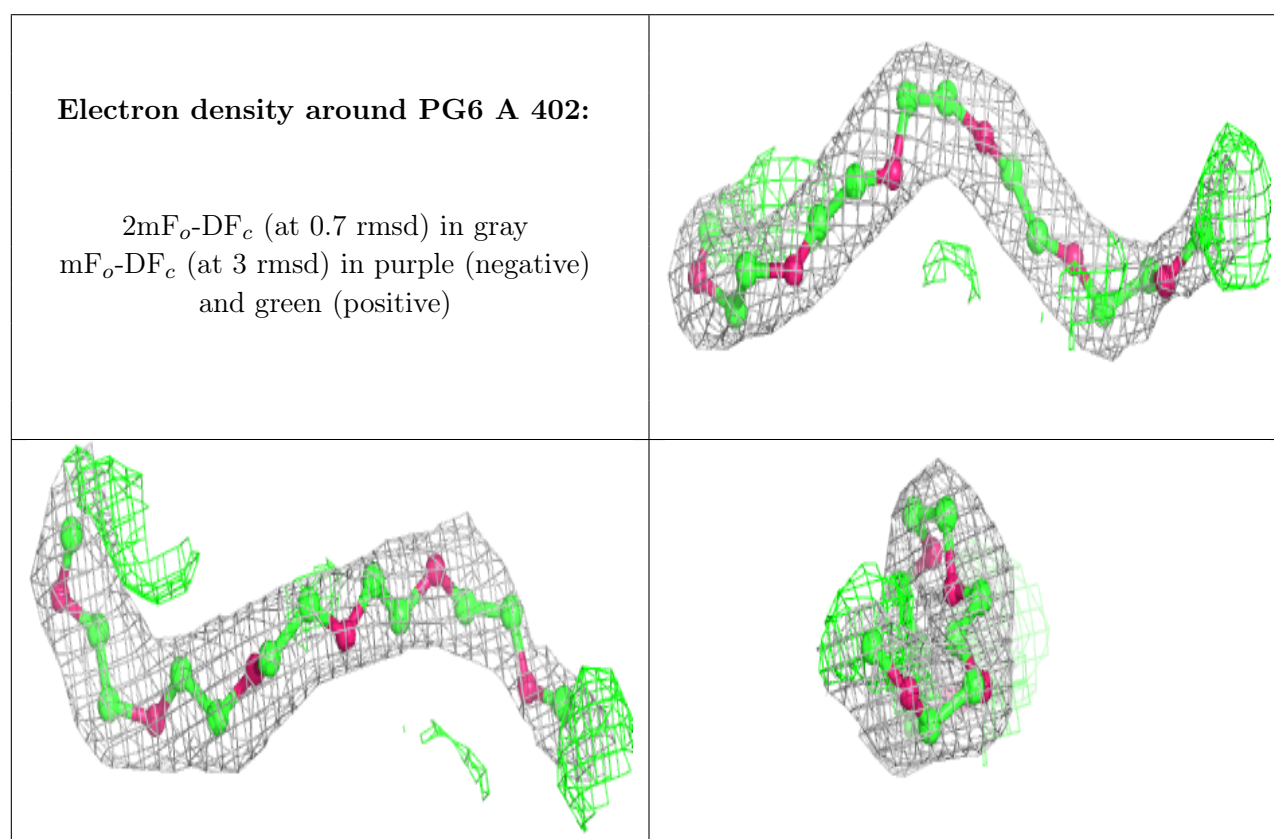 Electron density around PG6 A 402:
2mFo-DFc (at 0.7 rmsd) in gray
mFo-DFc (at 3 rmsd) in purple (negative)
and green (positive)